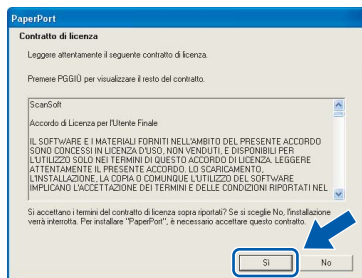 PaperPort
Contratto di licenza
Leggere attentamente il seguente contratto di licenza.
Premere PGGIÙ per visualizzare il resto del contratto.
ScanSoft
Accordo di Licenza per l'Utente Finale
IL SOFTWARE E I MATERIALI FORNITI NELL'AMBITO DEL PRESENTE ACCORDO
SONO CONCESSI IN LICENZA D'USO, NON VENDUTI, E DISPONIBILI PER
L'UTILIZZO SOLO NEI TERMINI DI QUESTO ACCORDO DI LICENZA. LEGGERE
ATTENTAMENTE IL PRESENTE ACCORDO. LO SCARICAMENTO,
L'INSTALLAZIONE, LA COPIA O COMUNQUE L'UTILIZZO DEL SOFTWARE
IMPLICANO L'ACCETTAZIONE DEI TERMINI E DELLE CONDIZIONI RIPORTATI NEL
Si accettano i termini del contratto di licenza sopra riportati? Se si sceglie No, l'installazione
verrà interrotta. Per installare "PaperPort", è necessario accettare questo contratto.
Sì
No